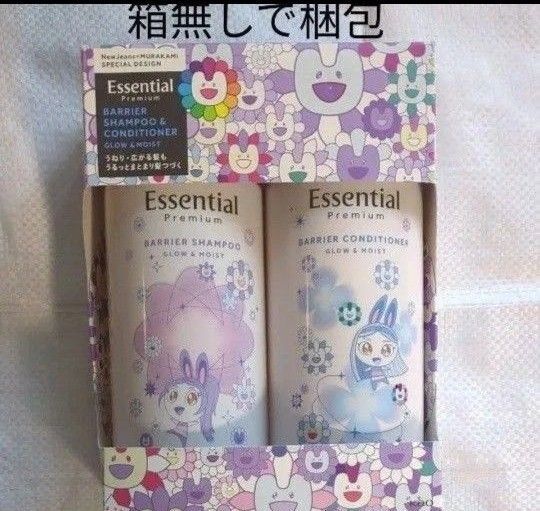 箱無しで梱包
NewJeans×MURAKAMI
SPECIAL DESIGN
Essential
Premium
BARRIER
SHAMPOO &
CONDITIONER
GLOW & MOIST
うねり・広がる髪も
うるっとまとまり髪つづく
Essential
Premium
BARRIER SHAMPOO
GLOW & MOIST
Essential
Premium
BARRIER CONDITIONER
GLOW & MOIST
KaO